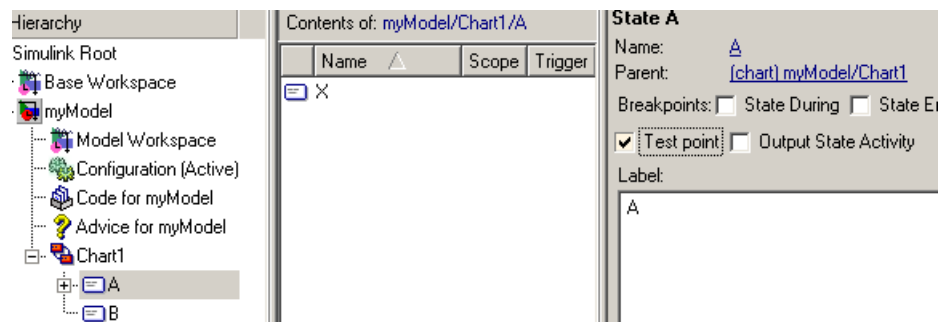 Hierarchy
Simulink Root
Base Workspace
myModel
Model Workspace
Configuration (Active)
Code for myModel
Advice for myModel
Chart1
A
B
Contents of: myModel/Chart1/A
Name Scope Trigger
X
State A
Name: A
Parent: (chart) myModel/Chart1
Breakpoints: State During State
Test point Output State Activity
Label:
A